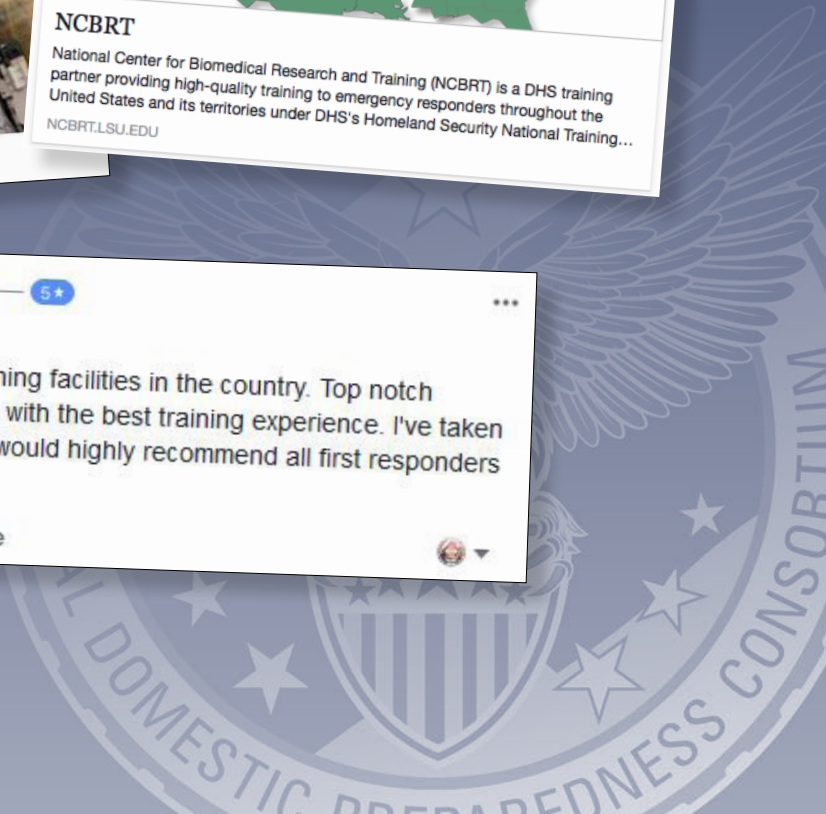 NCBRT
National Center for Biomedical Research and Training (NCBRT) is a DHS training
partner providing high-quality training to emergency responders throughout the
United States and its territories under DHS's Homeland Security National Training...
NCBRT.LSU.EDU
5★
facilities in the country. Top notch
with the best training experience. I've taken
would highly recommend all first responders
DOMESTIC PREPAREDNESS CONSORTIUM